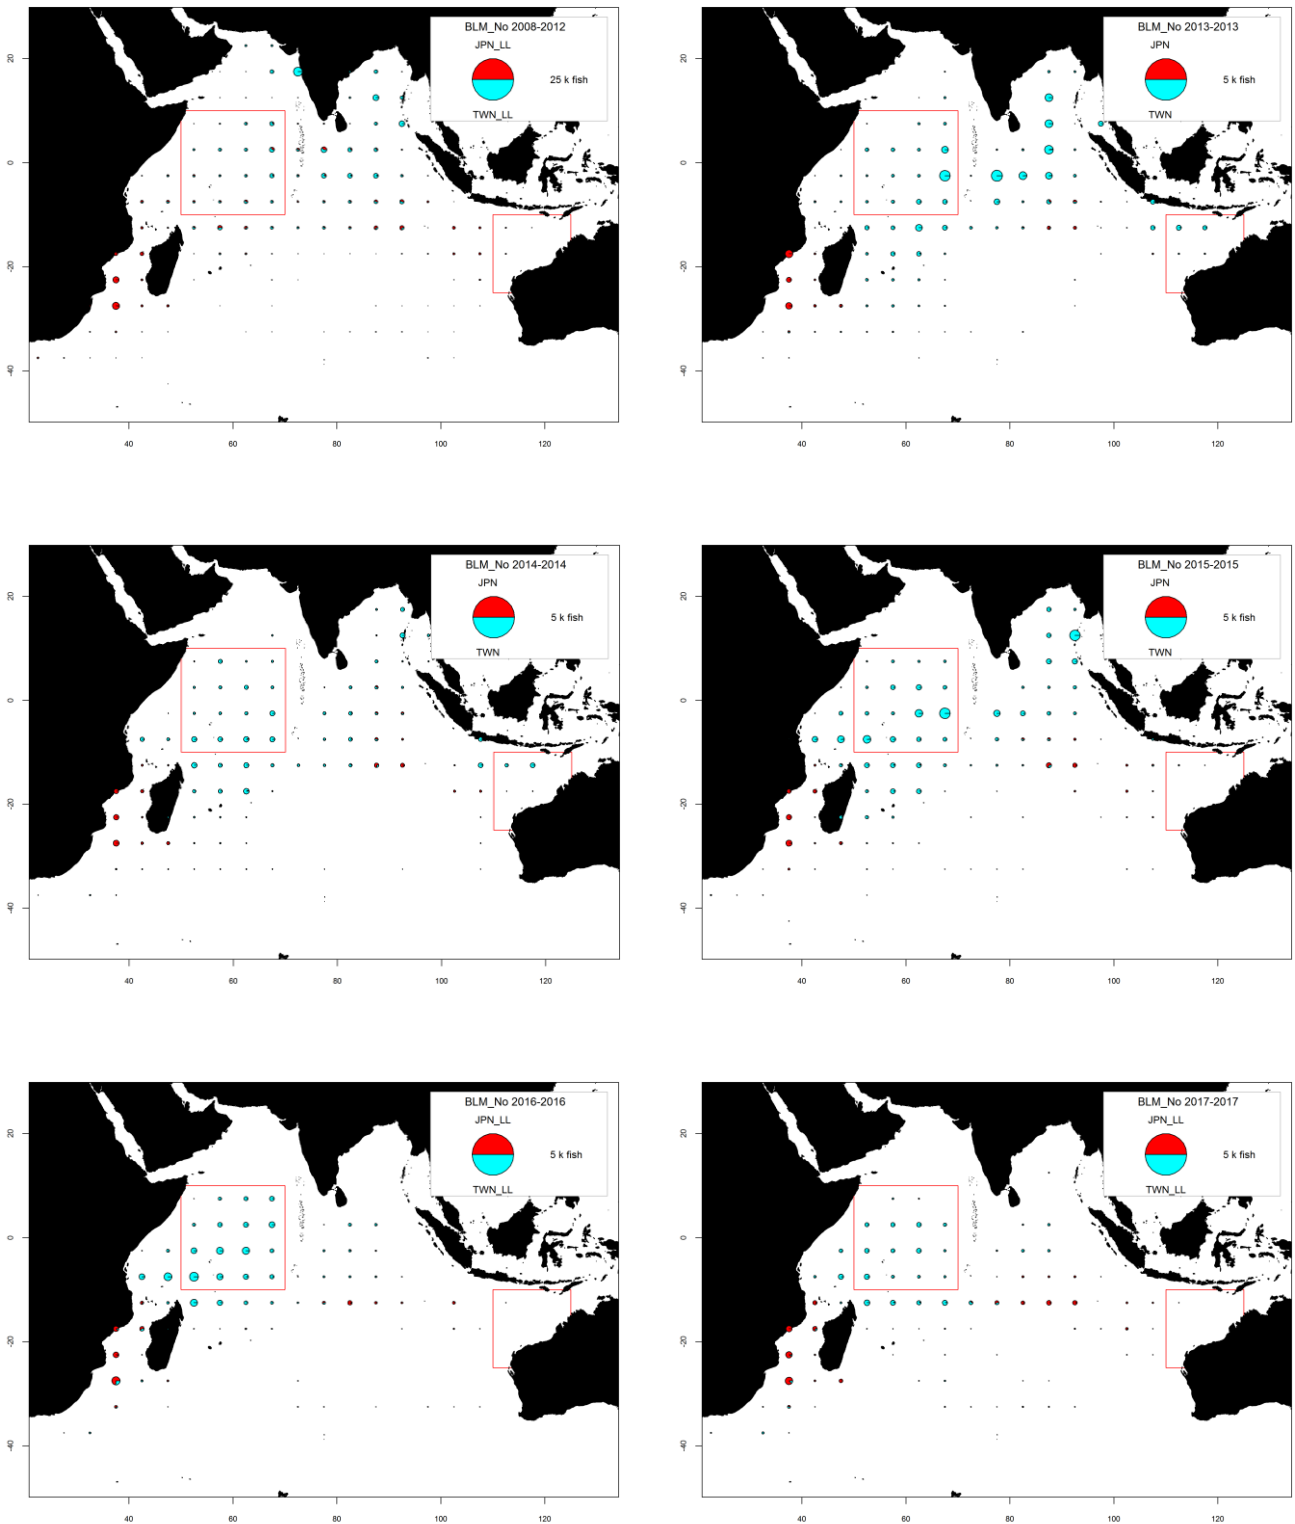 BLM_No 2008-2012
JPN_LL
25 k fish
TWN_LL
20
0
-20
-40
40 60 80 100 120
BLM_No 2013-2013
JPN
5 k fish
TWN
20
0
-20
-40
40 60 80 100 120
BLM_No 2014-2014
JPN
5 k fish
TWN
20
0
-20
-40
40 60 80 100 120
BLM_No 2015-2015
JPN
5 k fish
TWN
20
0
-20
-40
40 60 80 100 120
BLM_No 2016-2016
JPN_LL
5 k fish
TWN_LL
20
0
-20
-40
40 60 80 100 120
BLM_No 2017-2017
JPN_LL
5 k fish
TWN_LL
20
0
-20
-40
40 60 80 100 120